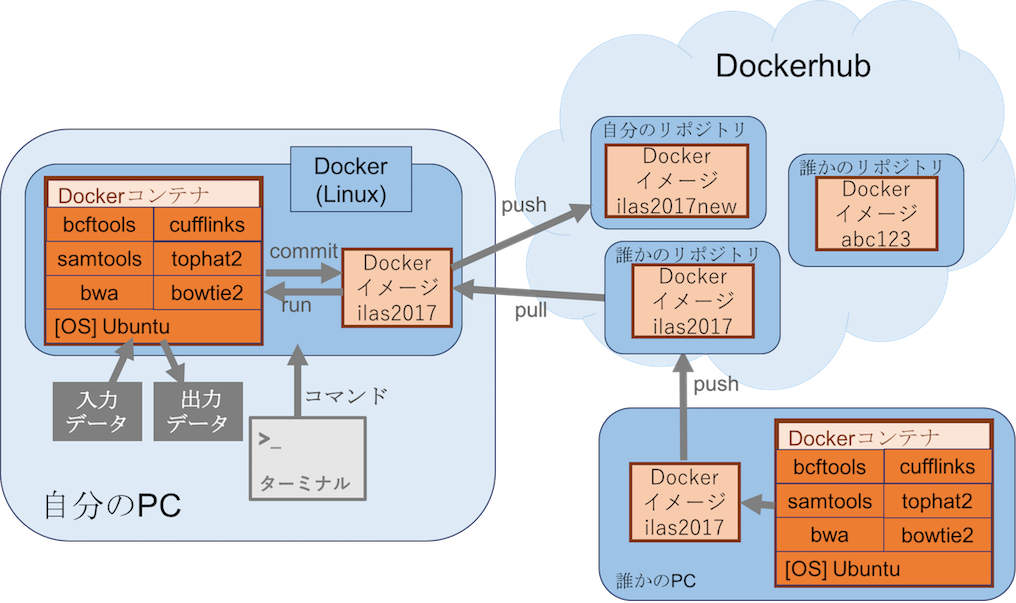 Dockerhub
自分のリポジトリ
Docker
イメージ
ilas2017new
誰かのリポジトリ
Docker
イメージ
abc123
誰かのリポジトリ
Docker
イメージ
ilas2017
push
pull
Docker
(Linux)
Dockerコンテナ
bcftools
cufflinks
samtools
tophat2
bwa
bowtie2
[OS] Ubuntu
commit
run
Docker
イメージ
ilas2017
入力
データ
出力
データ
コマンド
>_
ターミナル
自分のPC
push
Docker
イメージ
ilas2017
Dockerコンテナ
bcftools
cufflinks
samtools
tophat2
bwa
bowtie2
[OS] Ubuntu
誰かのPC